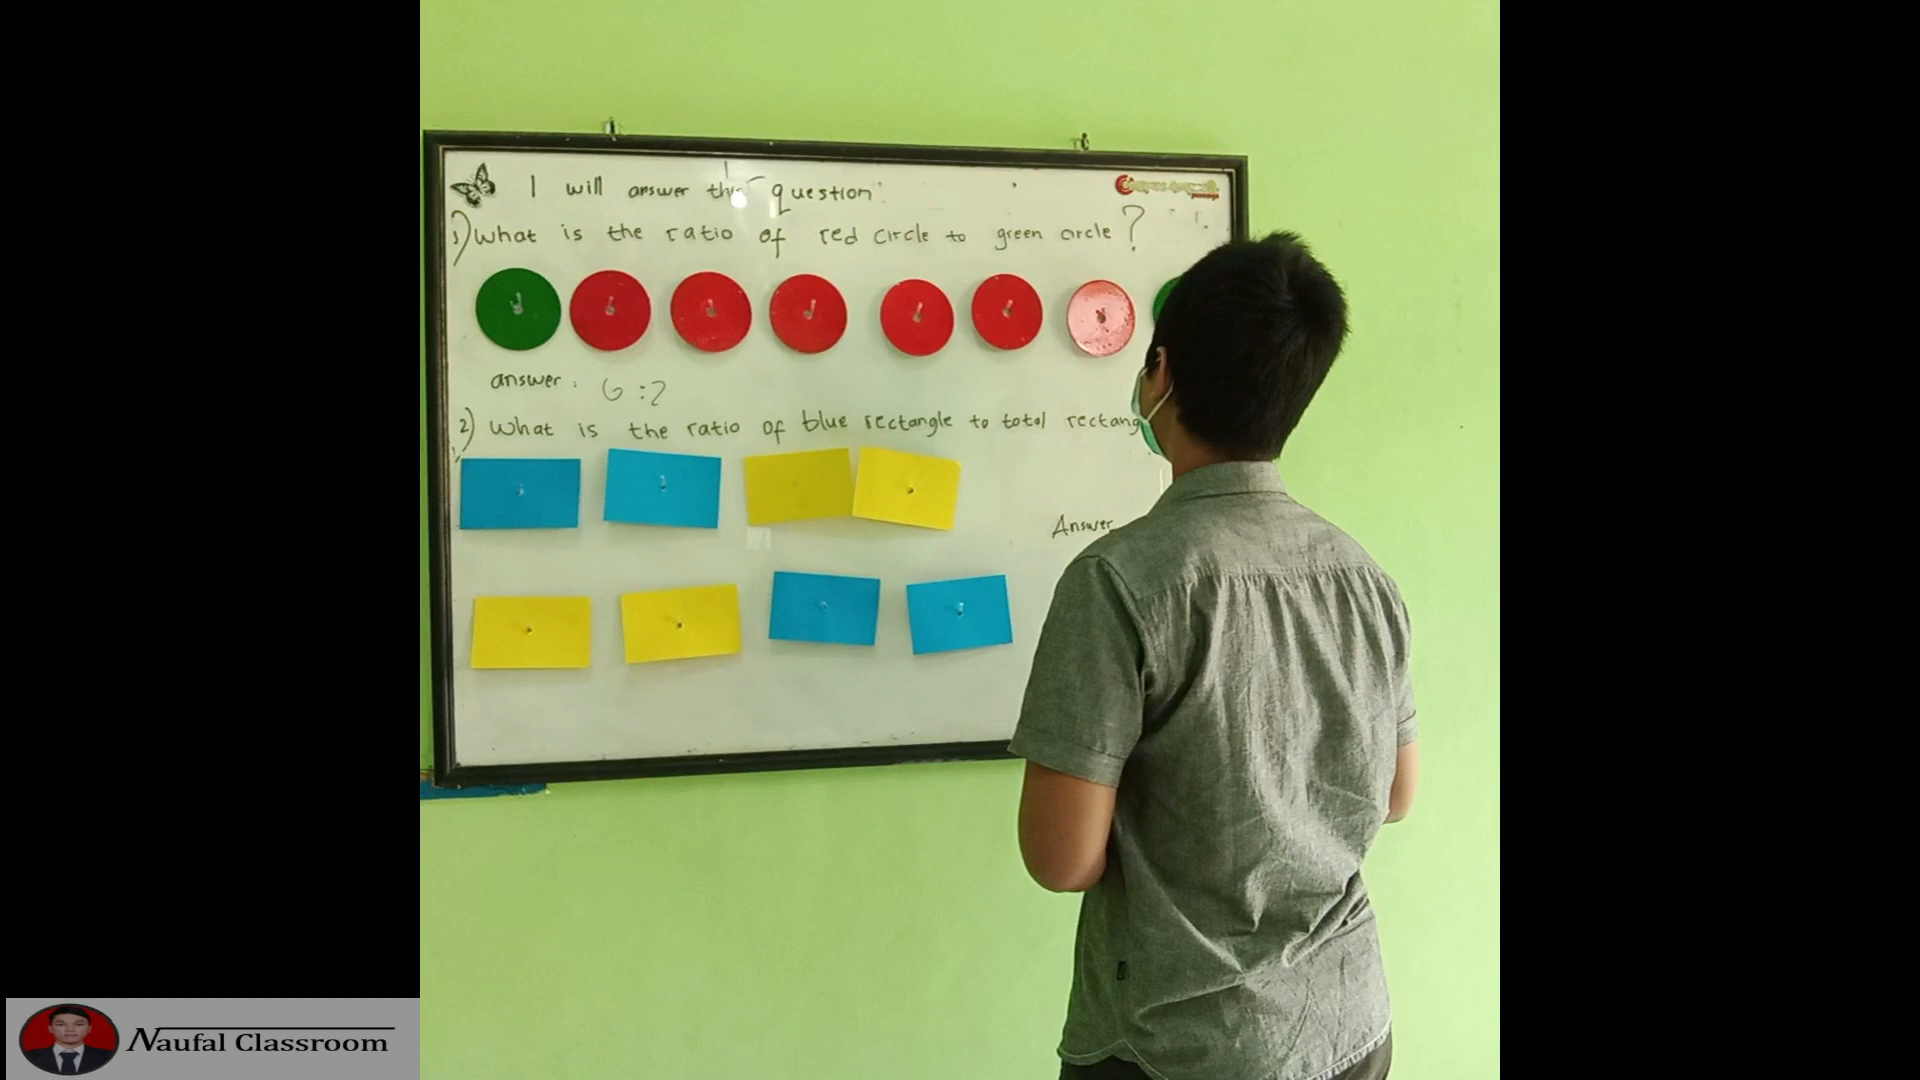 I will answer this question:
1) What is the ratio of red circle to green circle?
answer: 6:2
2) What is the ratio of blue rectangle to total rectang
Answer
Naufal Classroom